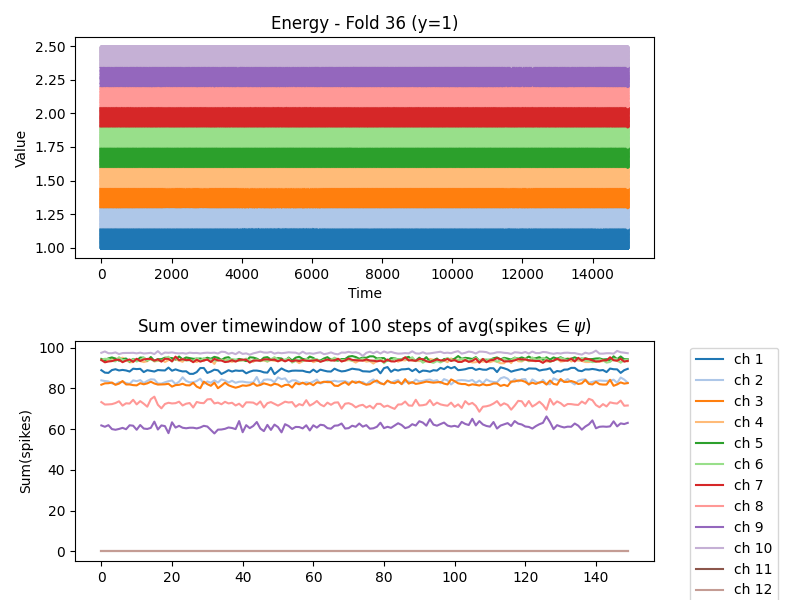 Energy - Fold 36 (y=1)
2.50
2.25
2.00
1.75
1.50
1.25
1.00
Value
0 2000 4000 6000 8000 10000 12000 14000
Time
Sum over timewindow of 100 steps of avg(spikes ∈ ψ)
100
80
60
40
20
0
Sum(spikes)
0 20 40 60 80 100 120 140
ch 1
ch 2
ch 3
ch 4
ch 5
ch 6
ch 7
ch 8
ch 9
ch 10
ch 11
ch 12